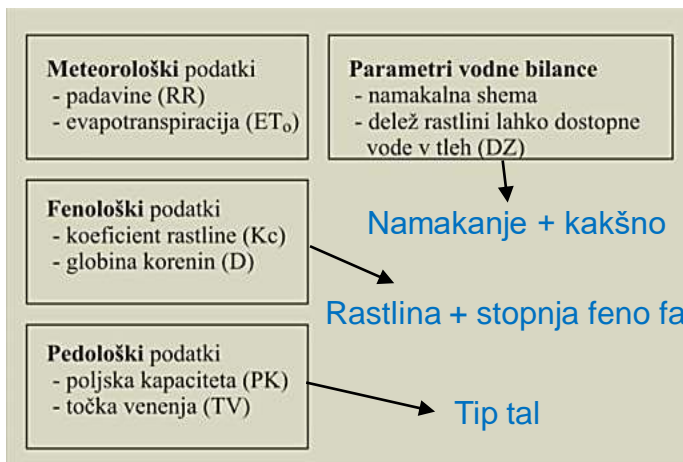 Meteorološki podatki
- padavine (RR)
- evapotranspiracija (ETₒ)
Parametri vodne bilance
- namakalna shema
- delež rastlini lahko dostopne
vode v tleh (DZ)
Fenološki podatki
- koeficient rastline (Kc)
- globina korenin (D)
Namakanje + kakšno
Rastlina + stopnja feno fa
Pedološki podatki
- poljska kapaciteta (PK)
- točka venenja (TV)
Tip tal